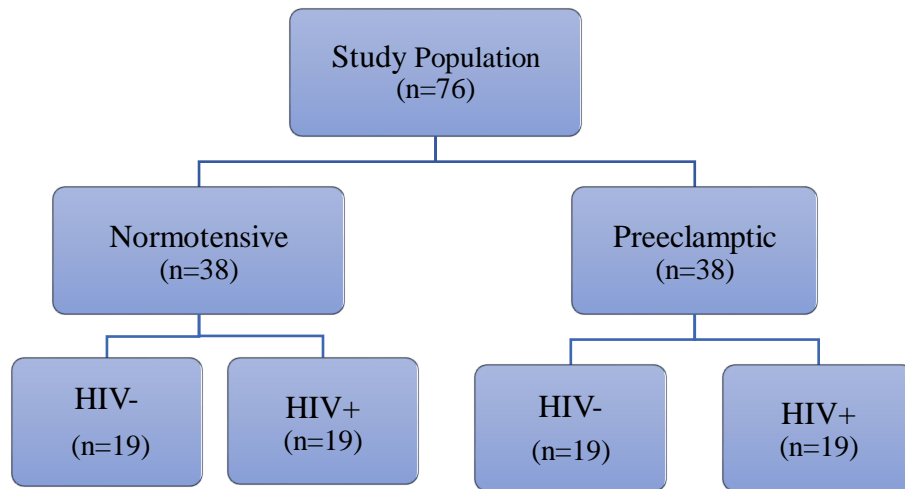 Study Population
(n=76)
Normotensive
(n=38)
Preeclamptic
(n=38)
HIV-
(n=19)
HIV+
(n=19)
HIV-
(n=19)
HIV+
(n=19)